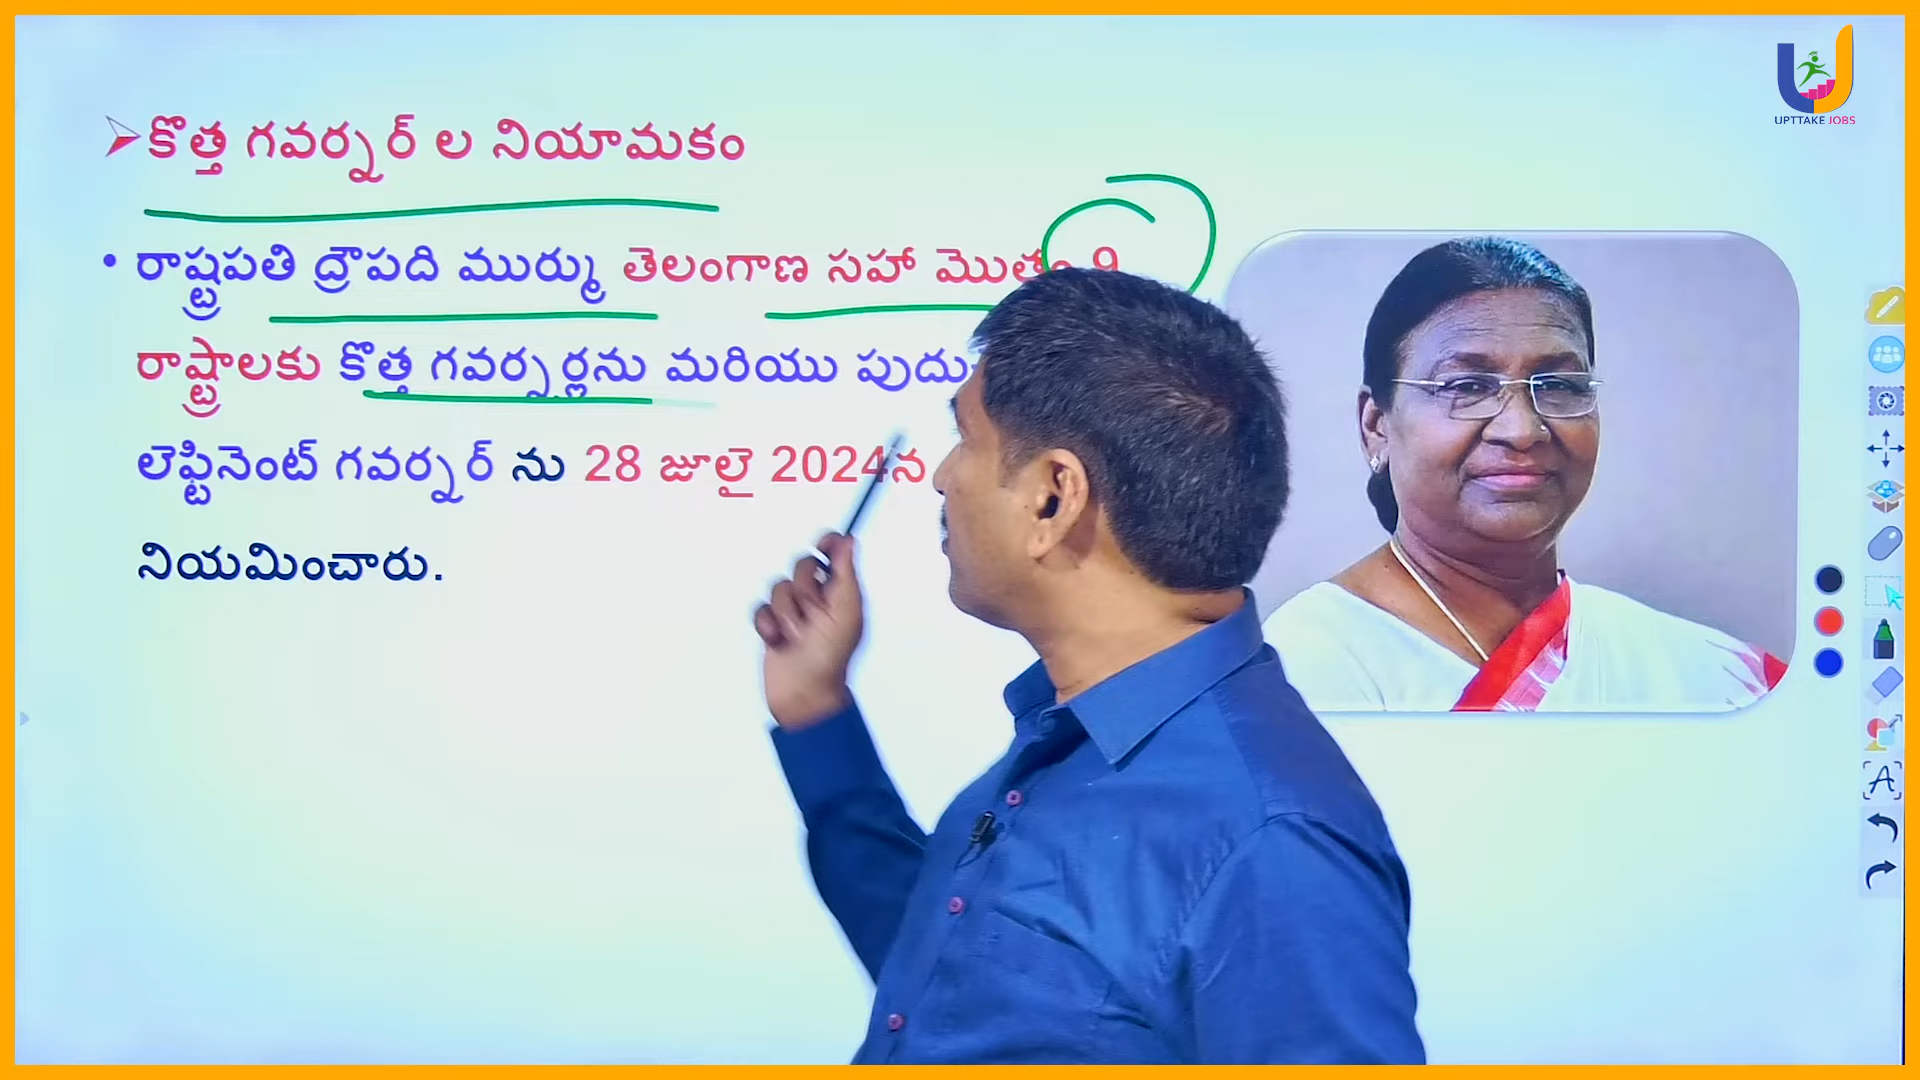 UPTTAKE JOBS
కొత్త గవర్నర్ ల నియామకం
రాష్ట్రపతి ద్రౌపది ముర్ము తెలంగాణ సహా మొత్తం 9
రాష్ట్రాలకు కొత్త గవర్నర్లను మరియు
లెఫ్టినెంట్ గవర్నర్ ను 28 జూలై 2024న
నియమించారు.